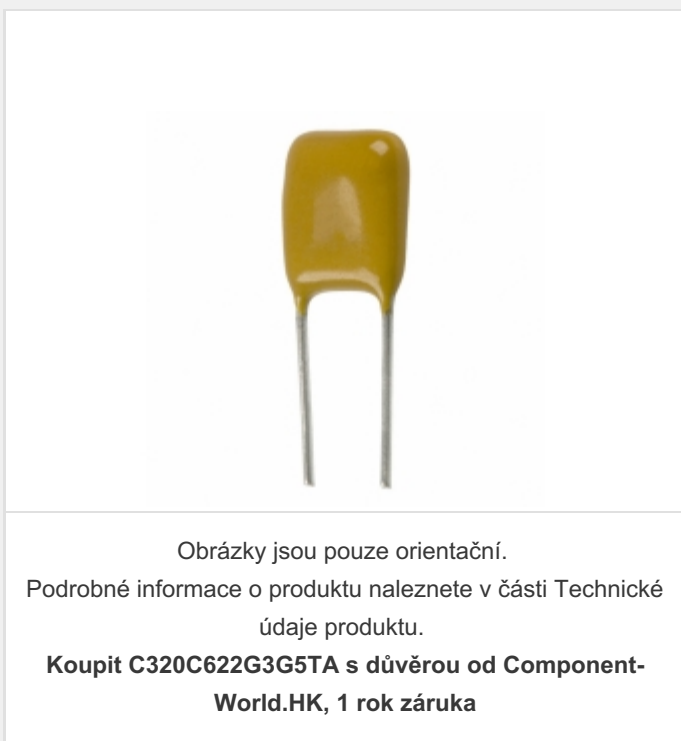 Obrázky jsou pouze orientační.
Podrobné informace o produktu naleznete v části Technické
údaje produktu.
Koupit C320C622G3G5TA s důvěrou od Component-
World.HK, 1 rok záruka